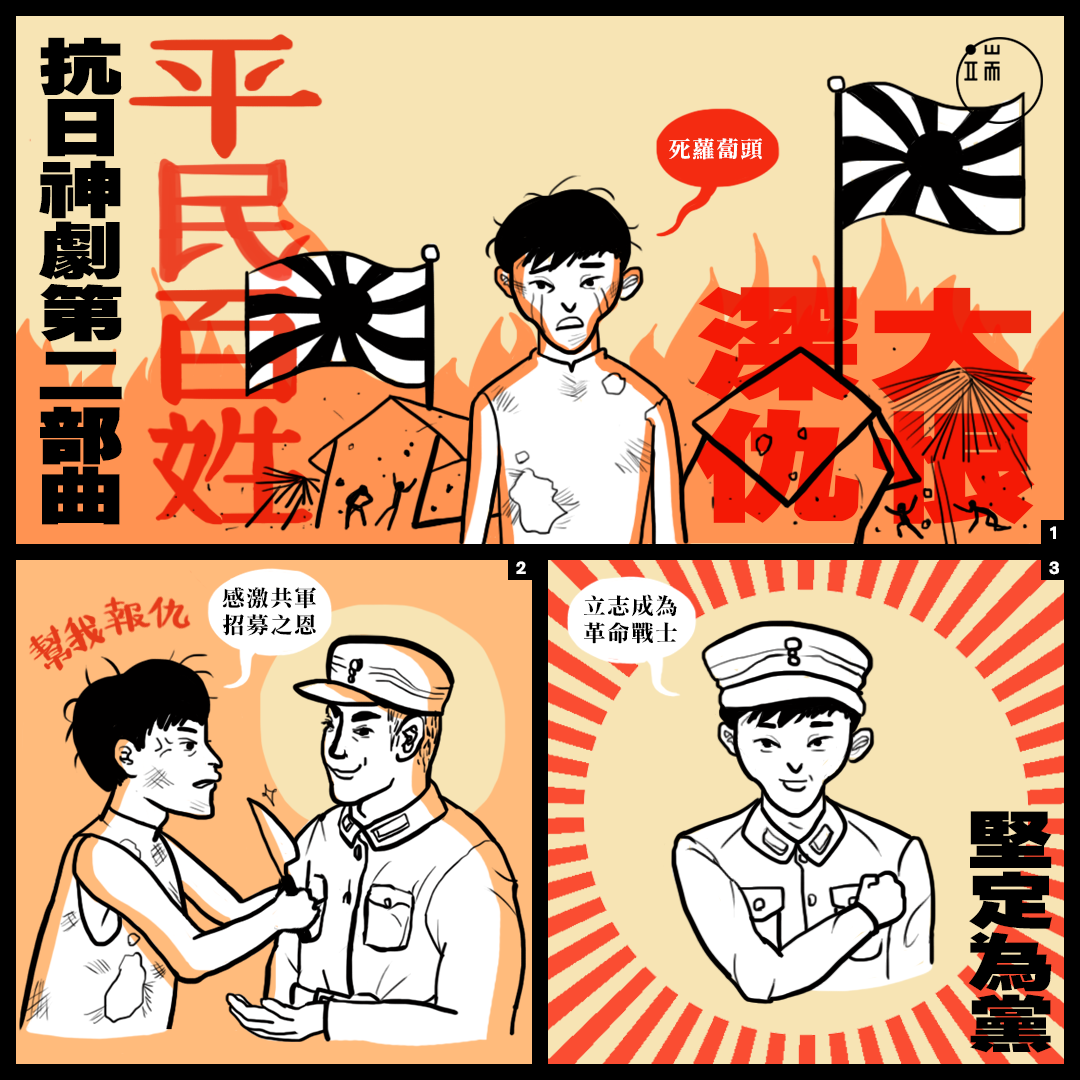 抗日神劇第二部曲
平民百姓
死蘿蔔頭
端
深仇
大恨
1
幫我報仇
感激共軍
招募之恩
2
立志成為
革命戰士
3
堅定為黨